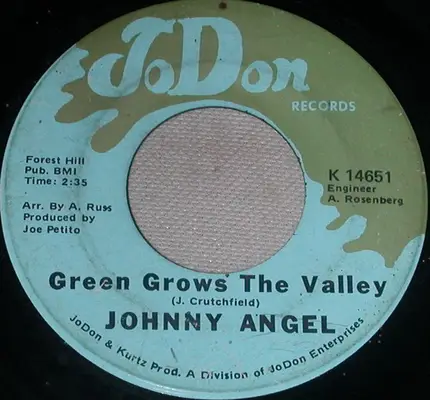 JoDon
RECORDS
Forest Hill
Pub. BMI
Time: 2:35
Arr. By A. Russ
Produced by
Joe Petito
K 14651
Engineer
A. Rosenberg
Green Grows The Valley
(J. Crutchfield)
JOHNNY ANGEL
JoDon & Kurtz Prod. A Division of JoDon Enterprises